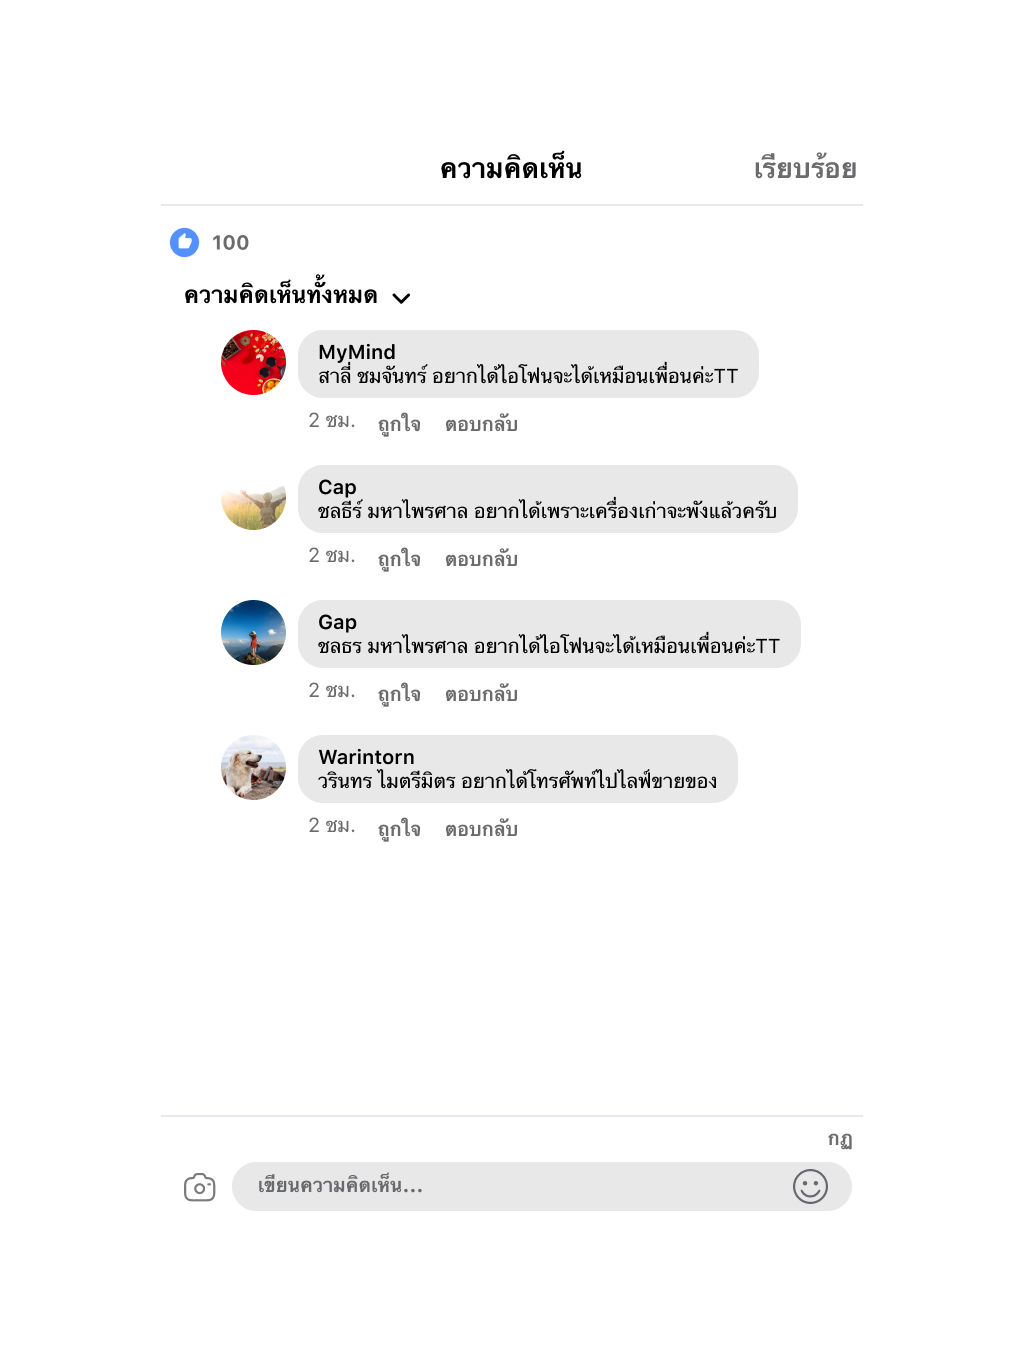 ความคิดเห็น
เรียบร้อย
100
ความคิดเห็นทั้งหมด
MyMind
สาลี่ ชมจันทร์ อยากได้ไอโฟนจะได้เหมือนเพื่อนค่ะTT
2 ชม. ถูกใจ ตอบกลับ
Cap
ชลธีร์ มหาไพรศาล อยากได้เพราะเครื่องเก่าจะพังแล้วครับ
2 ชม. ถูกใจ ตอบกลับ
Gap
ชลธร มหาไพรศาล อยากได้ไอโฟนจะได้เหมือนเพื่อนค่ะTT
2 ชม. ถูกใจ ตอบกลับ
Warintorn
วรินทร ไมตรีมิตร อยากได้โทรศัพท์ไปไลฟ์ขายของ
2 ชม. ถูกใจ ตอบกลับ
กฏ
เขียนความคิดเห็น...